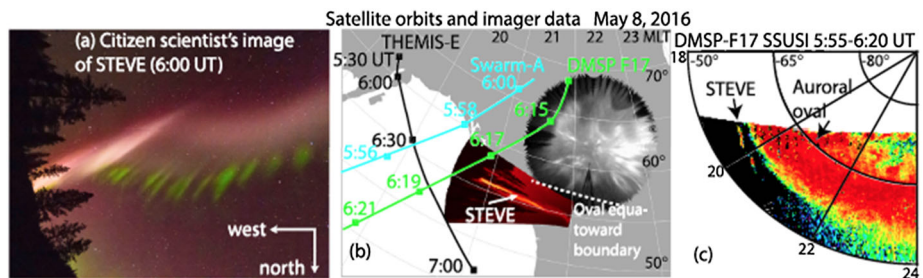 Satellite orbits and imager data May 8, 2016
(a) Citizen scientist's image
of STEVE (6:00 UT)
west
north
THEMIS-E
5:30 UT
6:00
6:30
7:00
20 21 22 23 MLT
Swarm-A
6:00
5:58
5:56
DMSP F17
6:15
6:17
6:19
6:21
70°
60°
50°
STEVE
Oval equa-
toward
boundary
(b)
DMSP-F17 SSUSI 5:55-6:20 UT
18
50°
65°
80°
STEVE
Auroral
oval
20
22
(c)